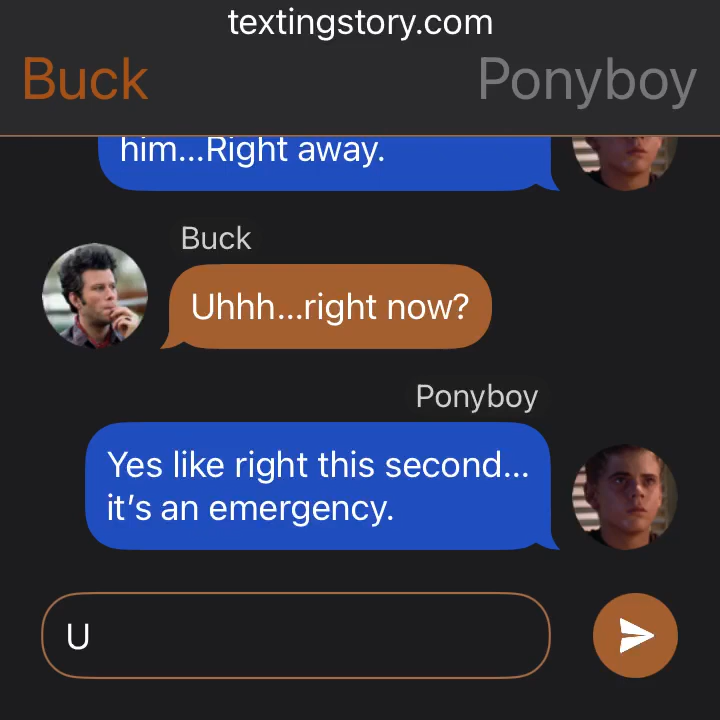 textingstory.com
Buck
Ponyboy
him...Right away.
Buck
Uhhh...right now?
Ponyboy
Yes like right this second...
it's an emergency.
U